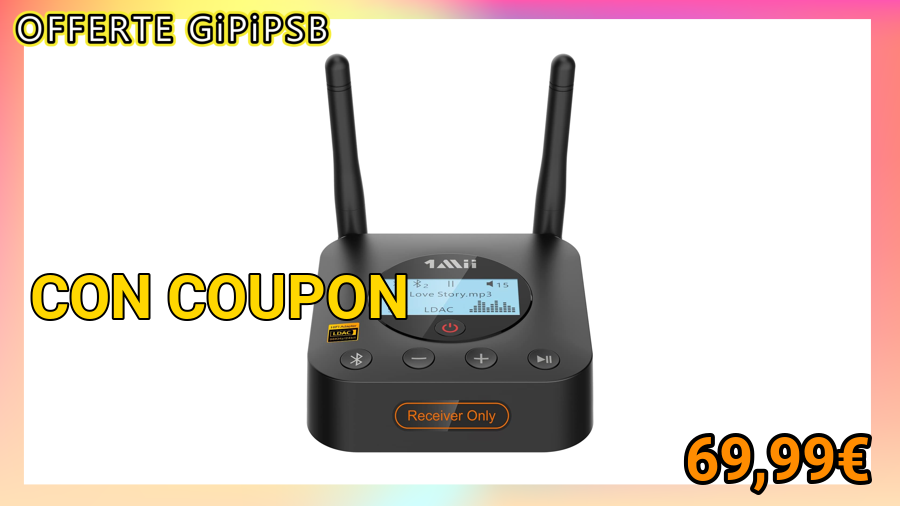 OFFERTE GiPiPSB
1Mii
2 15
CON COUPON
Love Story.mp3
LDAC
LDAC
Receiver Only
69,99€